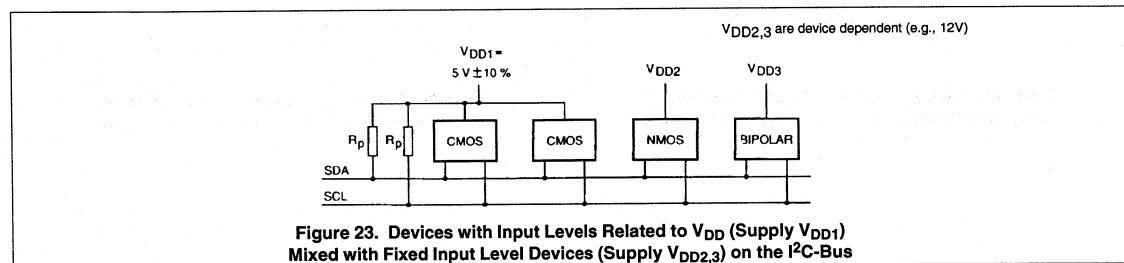 VDD2,3 are device dependent (e.g., 12V)
VDD1 =
5 V ± 10 %
VDD2
VDD3
Rp
Rp
CMOS
CMOS
NMOS
BIPOLAR
SDA
SCL
Figure 23. Devices with Input Levels Related to VDD (Supply VDD1)
Mixed with Fixed Input Level Devices (Supply VDD2,3) on the I²C-Bus